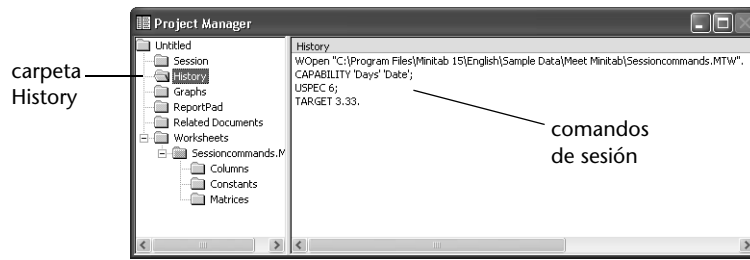 Project Manager
carpeta
History
Untitled
Session
History
Graphs
ReportPad
Related Documents
Worksheets
Sessioncommands.M
Columns
Constants
Matrices
History
WOpen "C:\Program Files\Minitab 15\English\Sample Data\Meet Minitab\Sessioncommands.MTW".
CAPABILITY 'Days' 'Date';
USPEC 6;
TARGET 3.33.
comandos
de sesión